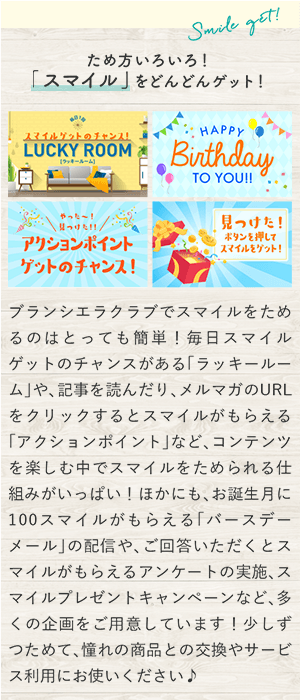 Smile get!
ため方いろいろ！
「スマイル」をどんどんゲット！
毎日1回
スマイルゲットのチャンス！
LUCKY ROOM
[ラッキールーム]
HAPPY
Birthday
TO YOU!!
やった〜！
見つけた！！
アクションポイント
ゲットのチャンス！
見つけた！
ボタンを押して
スマイルをゲット！
ブランシエラクラブでスマイルをため
るのはとっても簡単！毎日スマイル
ゲットのチャンスがある「ラッキールー
ム」や、記事を読んだり、メルマガのURL
をクリックするとスマイルがもらえる
「アクションポイント」など、コンテンツ
を楽しむ中でスマイルをためられる仕
組みがいっぱい！ほかにも、お誕生月に
100スマイルがもらえる「バースデー
メール」の配信や、ご回答いただくとス
マイルがもらえるアンケートの実施、ス
マイルプレゼントキャンペーンなど、多
くの企画をご用意しています！少しず
つためて、憧れの商品との交換やサービ
ス利用にお使いください♪